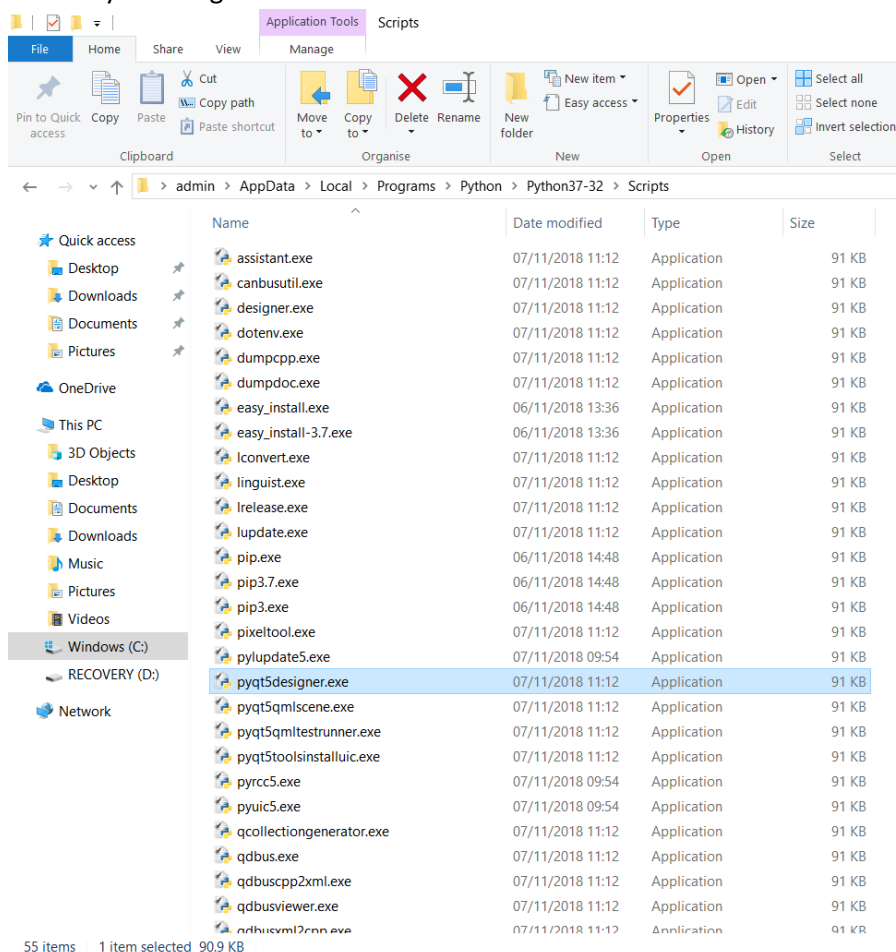 Application Tools Scripts
File Home Share View Manage
Pin to Quick access
Copy
Paste
Cut
Copy path
Paste shortcut
Clipboard
Move to
Copy to
Delete
Rename
Organise
New folder
New item
Easy access
New
Properties
Open
Edit
History
Open
Select all
Select none
Invert selection
Select
admin > AppData > Local > Programs > Python > Python37-32 > Scripts
Quick access
Desktop
Downloads
Documents
Pictures
OneDrive
This PC
3D Objects
Desktop
Documents
Downloads
Music
Pictures
Videos
Windows (C:)
RECOVERY (D:)
Network
Name Date modified Type Size
assistant.exe 07/11/2018 11:12 Application 91 KB
canbusutil.exe 07/11/2018 11:12 Application 91 KB
designer.exe 07/11/2018 11:12 Application 91 KB
dotenv.exe 07/11/2018 11:12 Application 91 KB
dumpcpp.exe 07/11/2018 11:12 Application 91 KB
dumpdoc.exe 07/11/2018 11:12 Application 91 KB
easy_install.exe 06/11/2018 13:36 Application 91 KB
easy_install-3.7.exe 06/11/2018 13:36 Application 91 KB
lconvert.exe 07/11/2018 11:12 Application 91 KB
linguist.exe 07/11/2018 11:12 Application 91 KB
lrelease.exe 07/11/2018 11:12 Application 91 KB
lupdate.exe 07/11/2018 11:12 Application 91 KB
pip.exe 06/11/2018 14:48 Application 91 KB
pip3.7.exe 06/11/2018 14:48 Application 91 KB
pip3.exe 06/11/2018 14:48 Application 91 KB
pixeltool.exe 07/11/2018 11:12 Application 91 KB
pylupdate5.exe 07/11/2018 09:54 Application 91 KB
pyqt5designer.exe 07/11/2018 11:12 Application 91 KB
pyqt5qmlscene.exe 07/11/2018 11:12 Application 91 KB
pyqt5qmltestrunner.exe 07/11/2018 11:12 Application 91 KB
pyqt5toolsinstalluic.exe 07/11/2018 11:12 Application 91 KB
pyrcc5.exe 07/11/2018 09:54 Application 91 KB
pyuic5.exe 07/11/2018 09:54 Application 91 KB
qcollectiongenerator.exe 07/11/2018 11:12 Application 91 KB
qdbus.exe 07/11/2018 11:12 Application 91 KB
qdbuscpp2xml.exe 07/11/2018 11:12 Application 91 KB
qdbusviewer.exe 07/11/2018 11:12 Application 91 KB
qdbusxml2cpp.exe 07/11/2018 11:12 Application 91 KB
55 items 1 item selected 90.9 KB